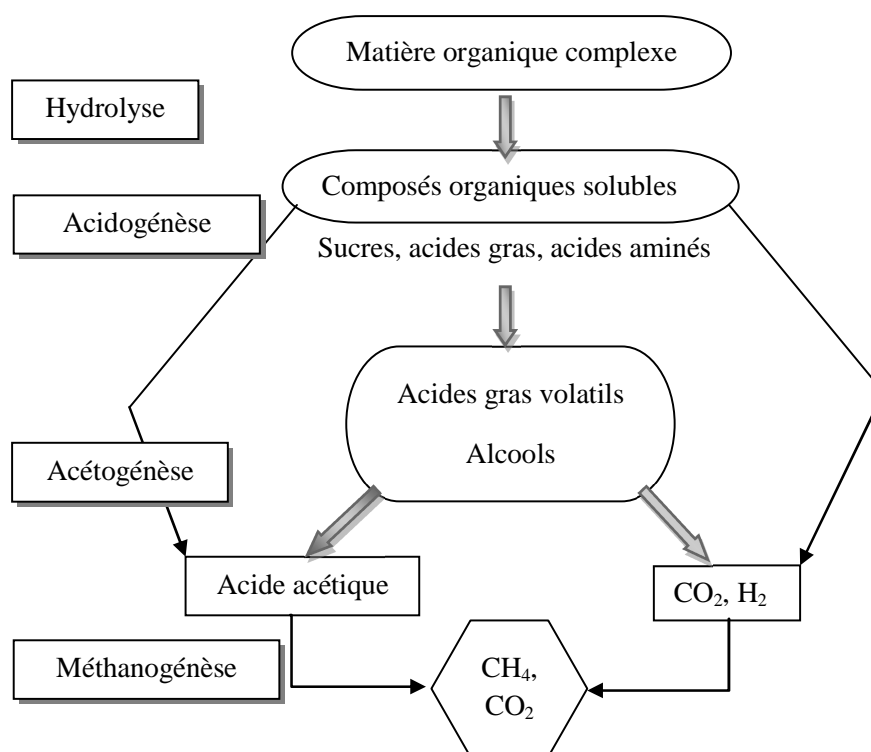 Matière organique complexe
Hydrolyse
Composés organiques solubles
Acidogénèse
Sucres, acides gras, acides aminés
Acides gras volatils
Alcools
Acétogénèse
Acide acétique
CO₂, H₂
Méthanogénèse
CH₄,
CO₂